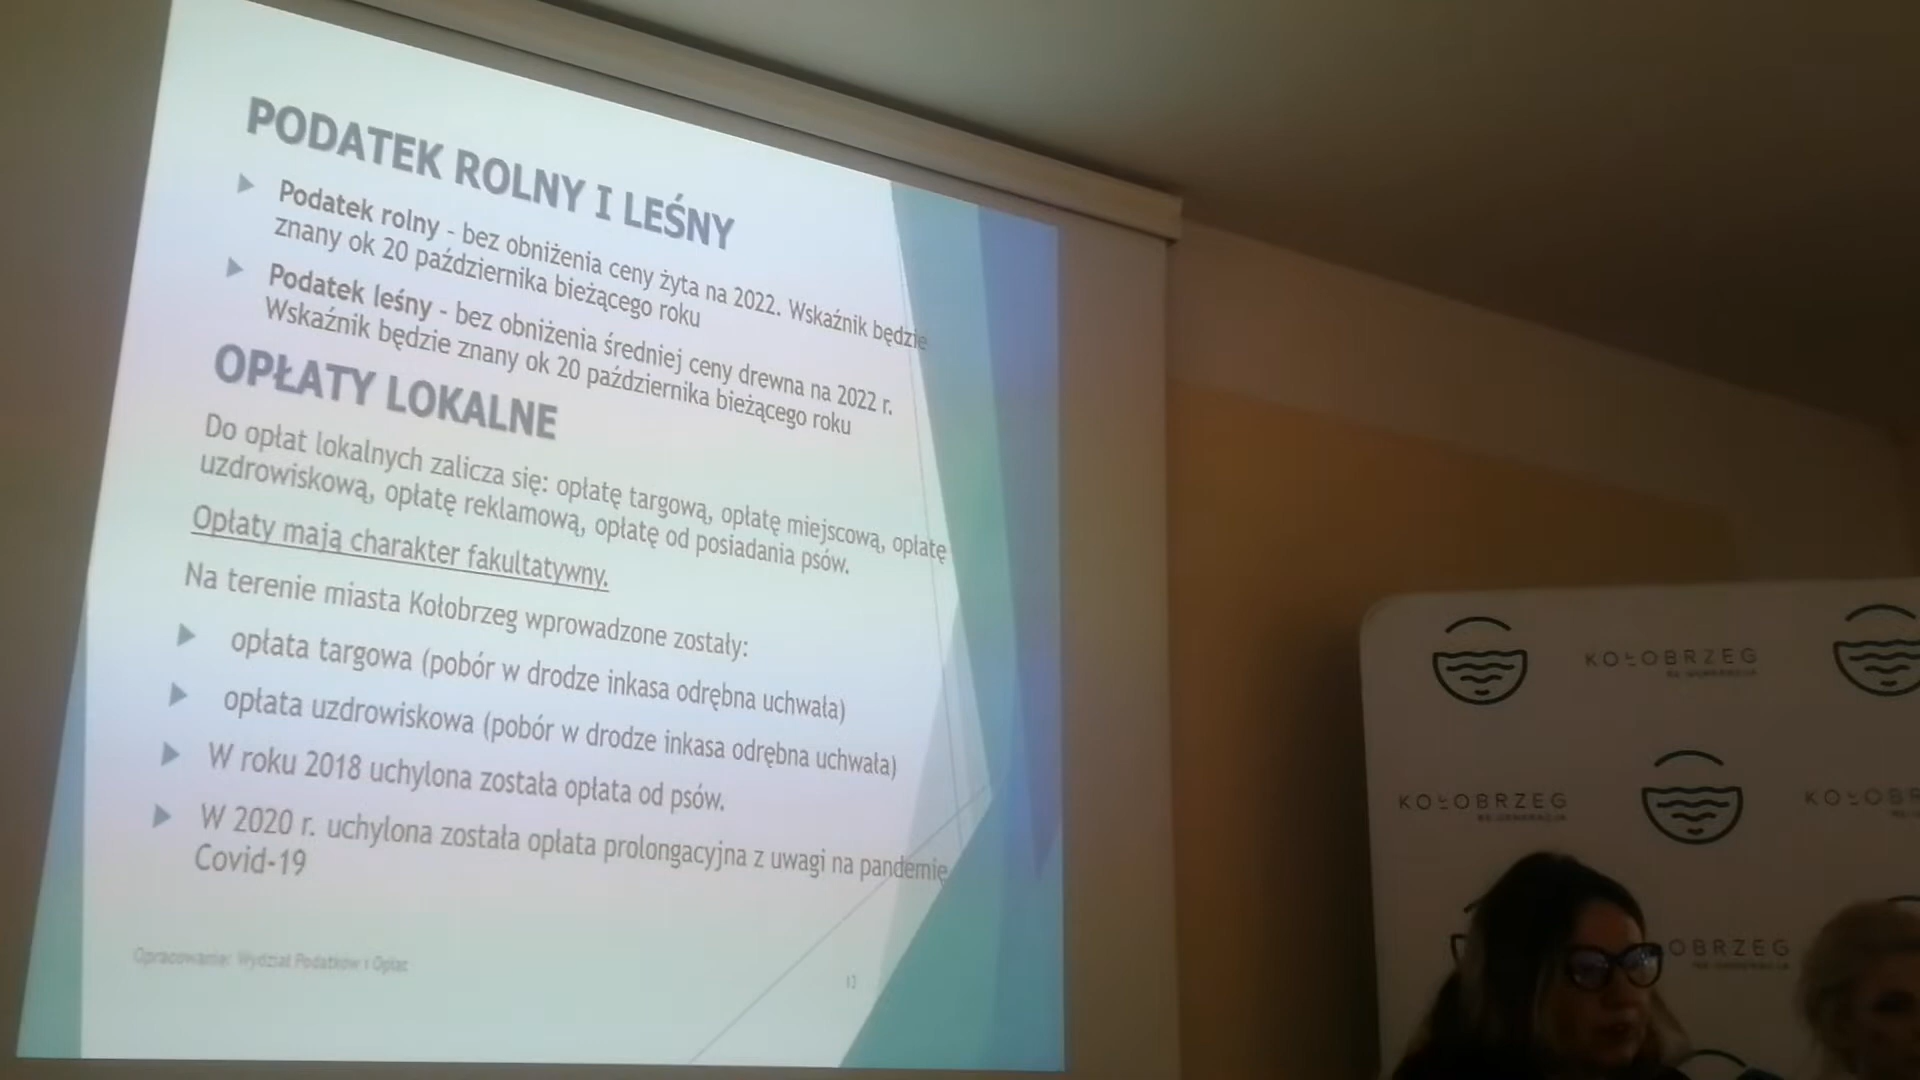 PODATEK ROLNY I LEŚNY
Podatek rolny - bez obniżenia ceny żyta na 2022. Wskaźnik będzie
znany ok 20 października bieżącego roku
Podatek leśny - bez obniżenia średniej ceny drewna na 2022 r.
Wskaźnik będzie znany ok 20 października bieżącego roku
OPŁATY LOKALNE
Do opłat lokalnych zalicza się: opłatę targową, opłatę miejscową, opłatę
uzdrowiskową, opłatę reklamową, opłatę od posiadania psów.
Opłaty mają charakter fakultatywny.
Na terenie miasta Kołobrzeg wprowadzone zostały:
opłata targowa (pobór w drodze inkasa odrębna uchwała)
opłata uzdrowiskowa (pobór w drodze inkasa odrębna uchwała)
W roku 2018 uchylona została opłata od psów.
W 2020 r. uchylona została opłata prolongacyjna z uwagi na pandemię
Covid-19
Opracowanie: Wydział Podatków i Opłat
KOŁOBRZEG
KOŁOBRZEG
KOŁOBR
OBRZEG